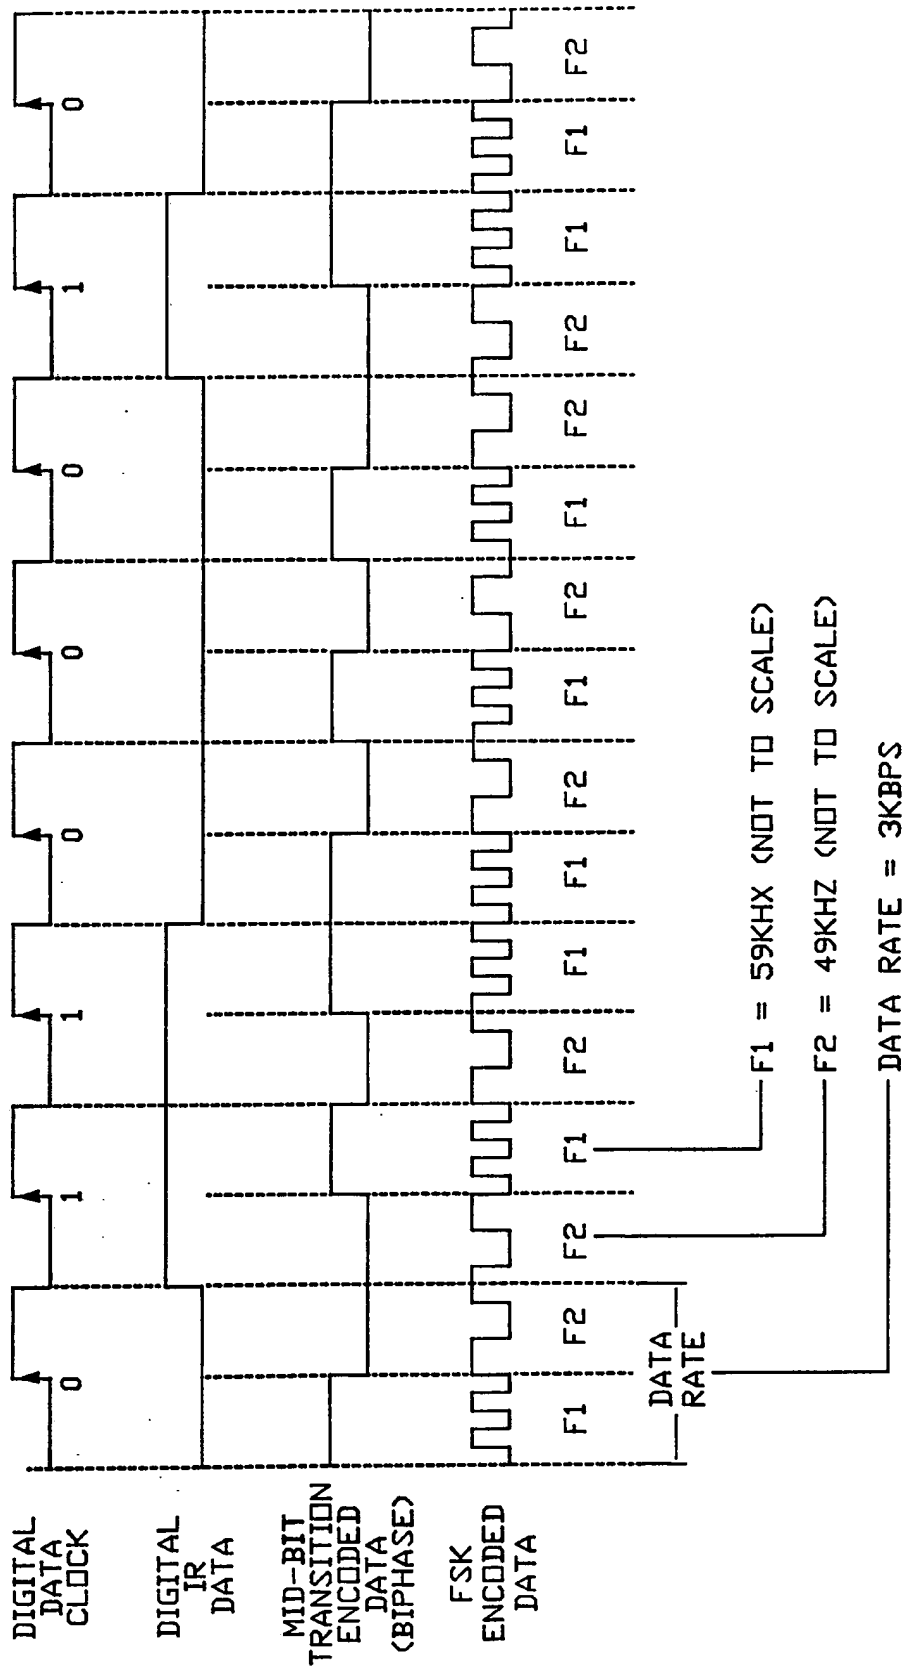 DIGITAL
DATA
CLOCK
0 1 1 0 0 0 1 0
DIGITAL
IR
DATA
MID-BIT
TRANSITION
ENCODED
DATA
(BIPHASE)
FSK
ENCODED
DATA
F1 F2 F2 F1 F2 F1 F1 F2 F1 F2 F1 F2 F2 F1 F1 F2
DATA
RATE
F1 = 59KHX (NOT TO SCALE)
F2 = 49KHZ (NOT TO SCALE)
DATA RATE = 3KBPS